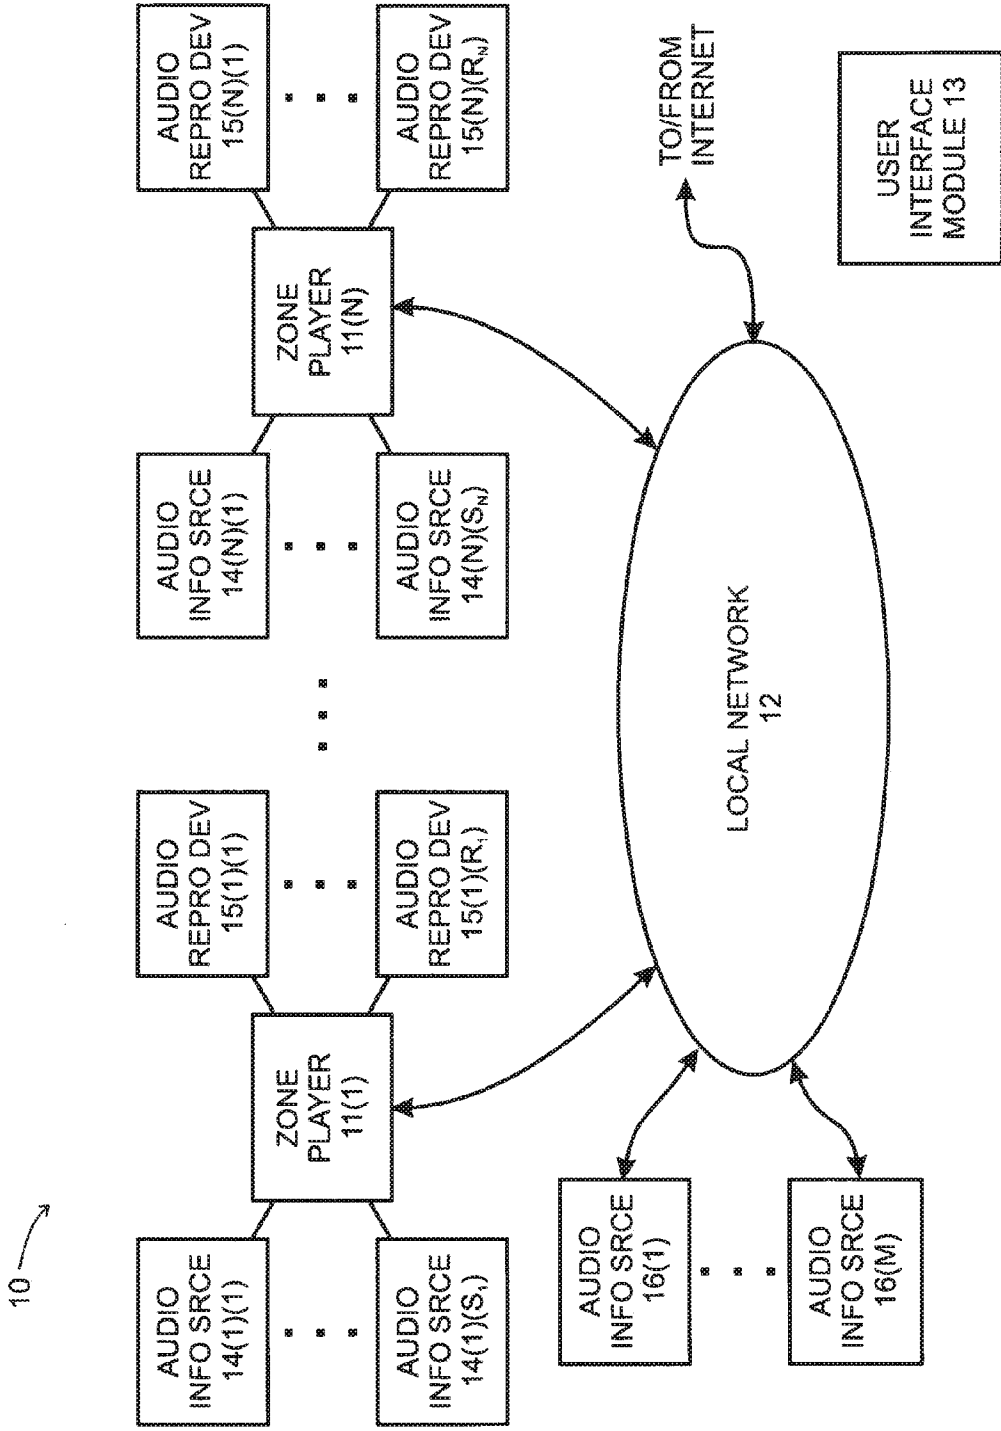 10
AUDIO
INFO SRCE
14(1)(1)
AUDIO
INFO SRCE
14(1)(S₁)
ZONE
PLAYER
11(1)
AUDIO
REPRO DEV
15(1)(1)
AUDIO
REPRO DEV
15(1)(R₁)
AUDIO
INFO SRCE
14(N)(1)
AUDIO
INFO SRCE
14(N)(S_N)
ZONE
PLAYER
11(N)
AUDIO
REPRO DEV
15(N)(1)
AUDIO
REPRO DEV
15(N)(R_N)
AUDIO
INFO SRCE
16(1)
AUDIO
INFO SRCE
16(M)
LOCAL NETWORK
12
TO/FROM
INTERNET
USER
INTERFACE
MODULE 13